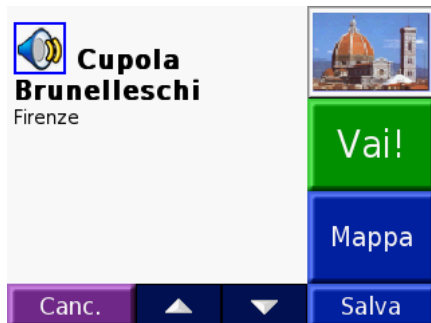 Cupola
Brunelleschi
Firenze
Vai!
Mappa
Canc.
Salva